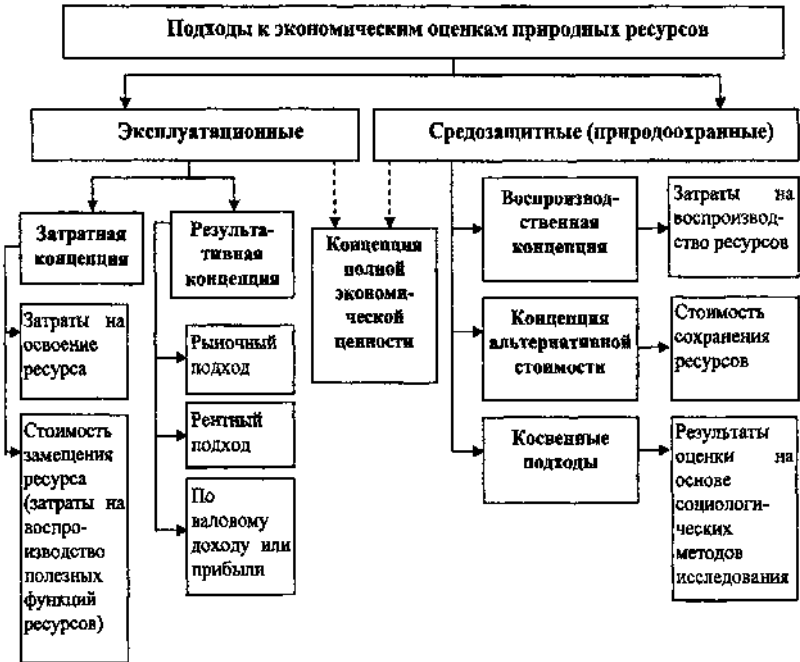 Подходы к экономическим оценкам природных ресурсов
Эксплуатационные
Средозащитные (природоохранные)
Затратная
концепция
Затраты на
освоение
ресурса
Стоимость
замещения
ресурса
(затраты на
воспро-
изводство
полезных
функций
ресурсов)
Результа-
тивная
концепция
Рыночный
подход
Рентный
подход
По
валовому
доходу или
прибыли
Концепция
полной
экономи-
ческой
ценности
Воспроизвод-
ственная
концепция
Затраты на
воспроизвод-
ство ресурсов
Концепция
альтернативной
стоимости
Стоимость
сохранения
ресурсов
Косвенные
подходы
Результаты
оценки на
основе
социологи-
ческих
методов
исследования